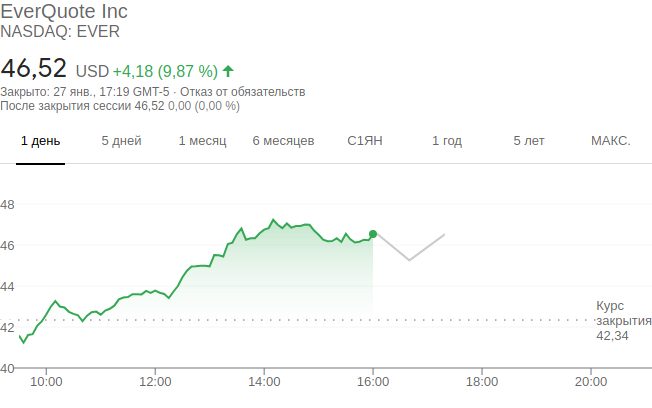 EverQuote Inc
NASDAQ: EVER
46,52 USD +4,18 (9,87 %)
Закрыто: 27 янв., 17:19 GMT-5 · Отказ от обязательств
После закрытия сессии 46,52 0,00 (0,00 %)
1 день 5 дней 1 месяц 6 месяцев С1ЯН 1 год 5 лет МАКС.
48
46
44
Курс
закрытия
42
42,34
40
10:00 12:00 14:00 16:00 18:00 20:00